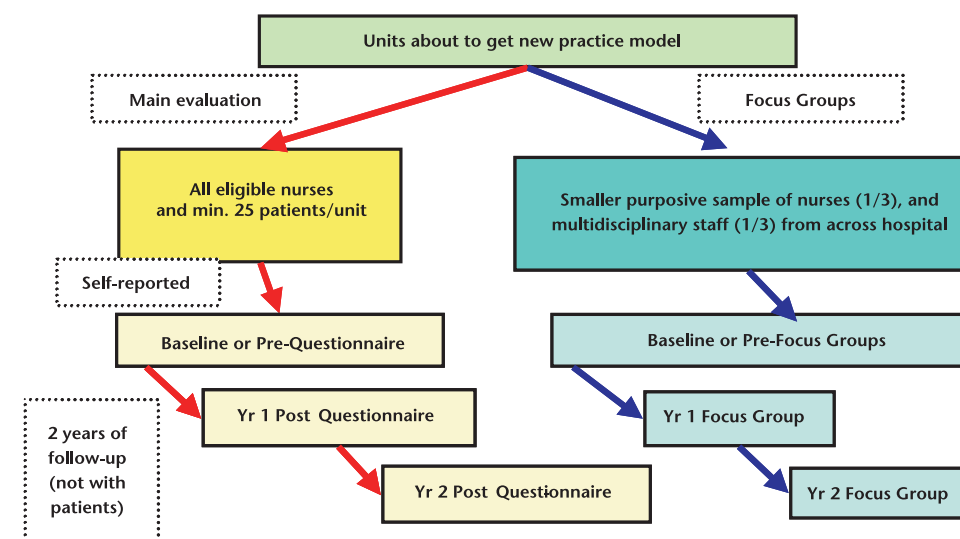 Units about to get new practice model
Main evaluation
Focus Groups
All eligible nurses
and min. 25 patients/unit
Smaller purposive sample of nurses (1/3), and
multidisciplinary staff (1/3) from across hospital
Self-reported
Baseline or Pre-Questionnaire
Baseline or Pre-Focus Groups
Yr 1 Post Questionnaire
Yr 1 Focus Group
2 years of
follow-up
(not with
patients)
Yr 2 Post Questionnaire
Yr 2 Focus Group